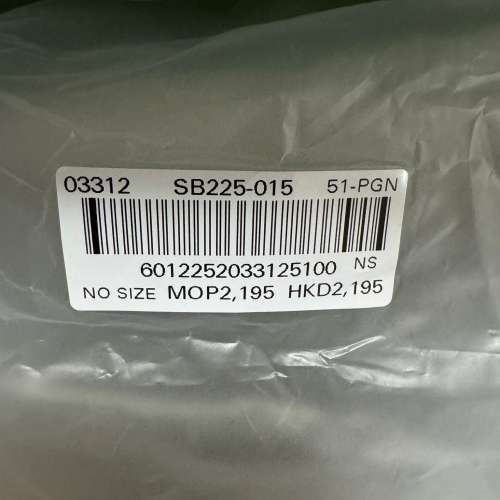 03312 SB225-015 51-PGN
6012252033125100 NS
NO SIZE MOP2,195 HKD2,195